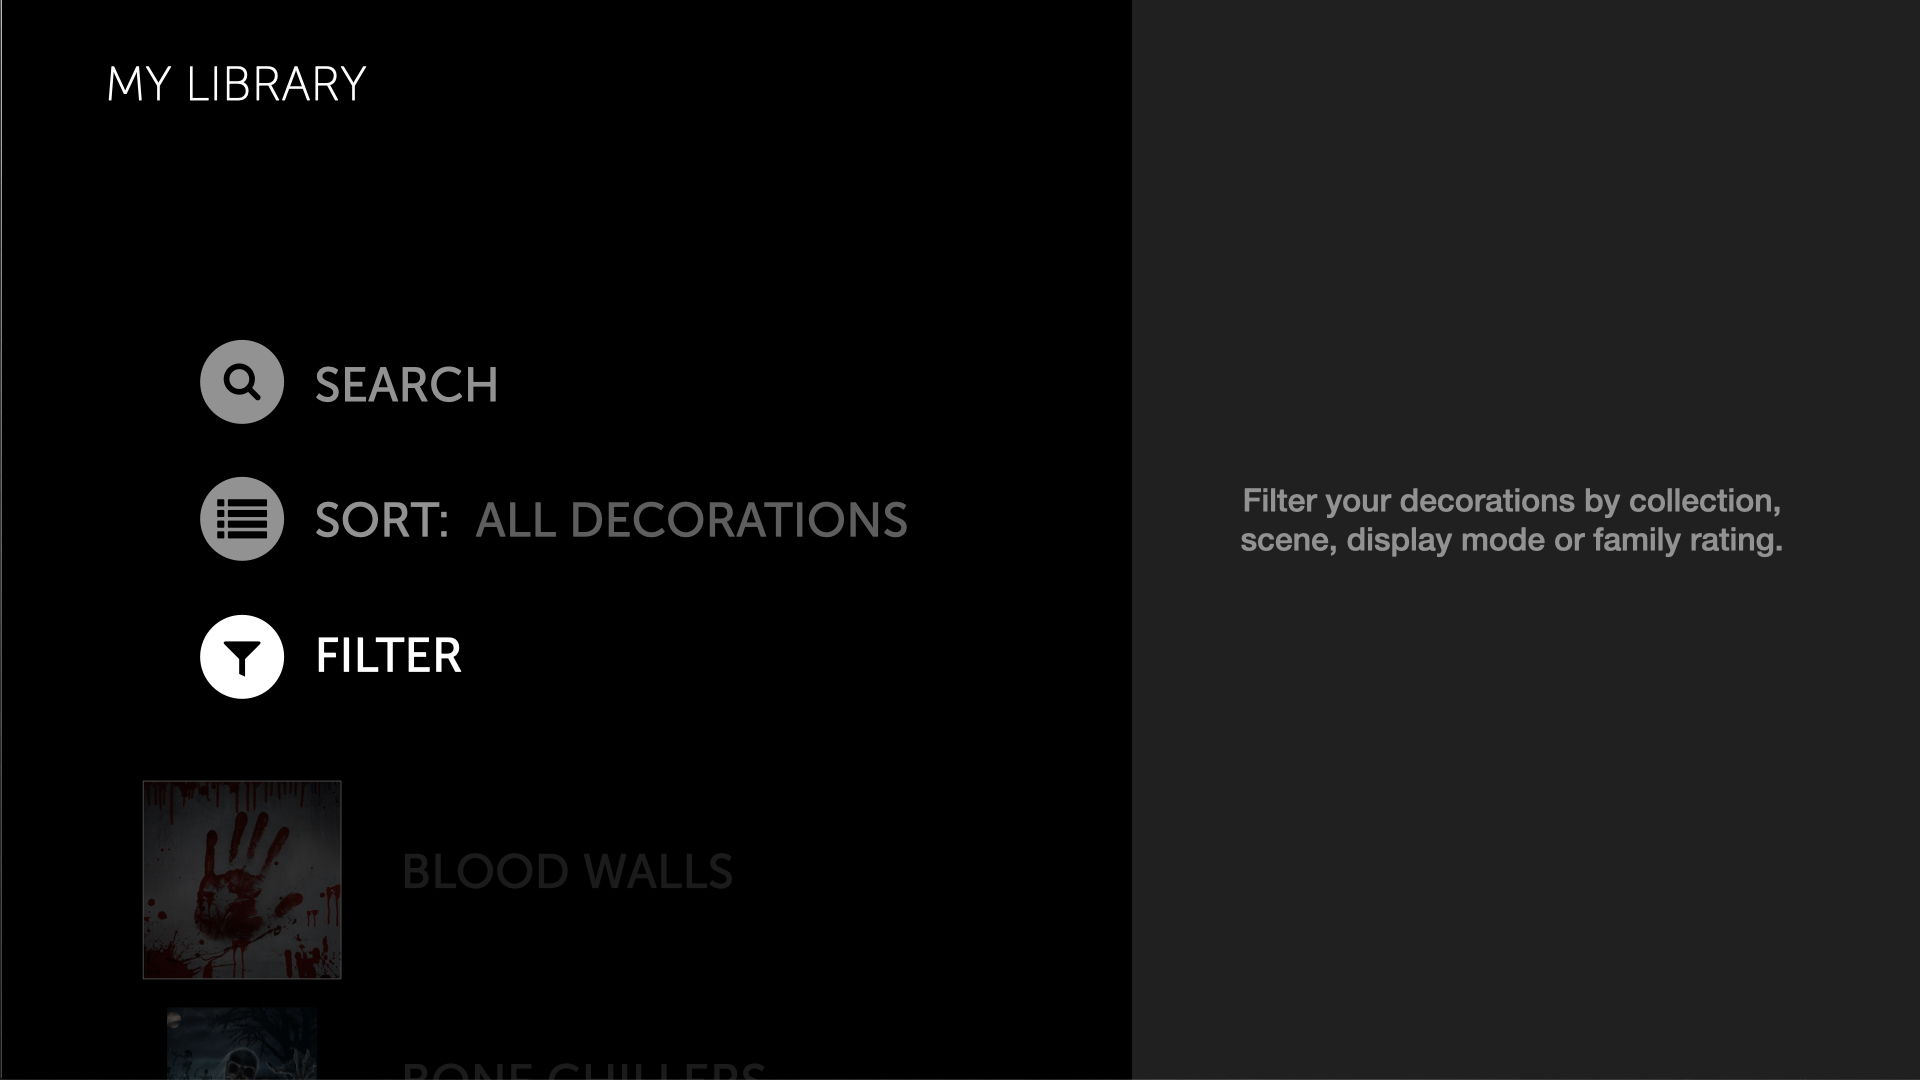 MY LIBRARY
SEARCH
SORT: ALL DECORATIONS
FILTER
BLOOD WALLS
BONE CHILLERS
Filter your decorations by collection,
scene, display mode or family rating.